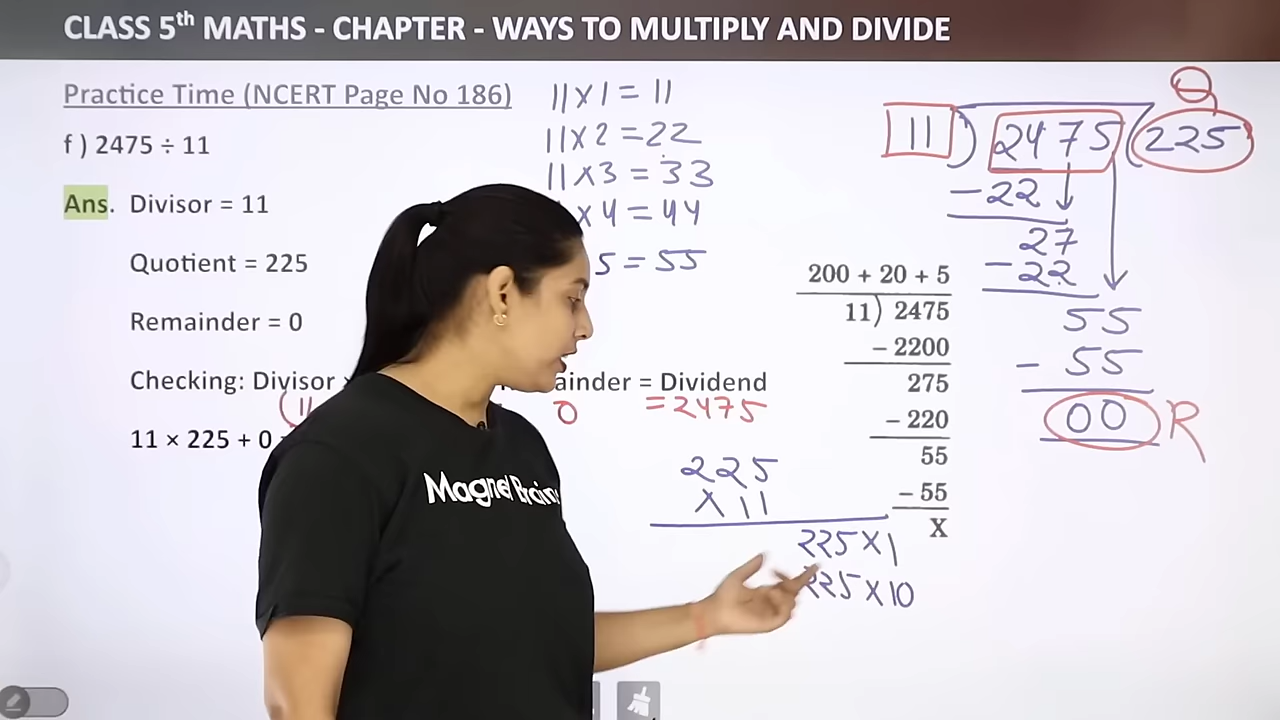 CLASS 5th MATHS - CHAPTER - WAYS TO MULTIPLY AND DIVIDE
Practice Time (NCERT Page No 186)
f ) 2475 ÷ 11
Ans. Divisor = 11
Quotient = 225
Remainder = 0
Checking: Divisor
= Dividend
(11
0 = 2475
11 × 225 + 0
11 × 1 = 11
11 × 2 = 22
11 × 3 = 33
× 4 = 44
5 = 55
200 + 20 + 5
11) 2475
- 2200
275
- 220
55
- 55
X
Q
11 ) 2475 ( 225
- 22
27
- 22
55
- 55
00 R
225
× 11
225 × 1
225 × 10
Magnet Brains